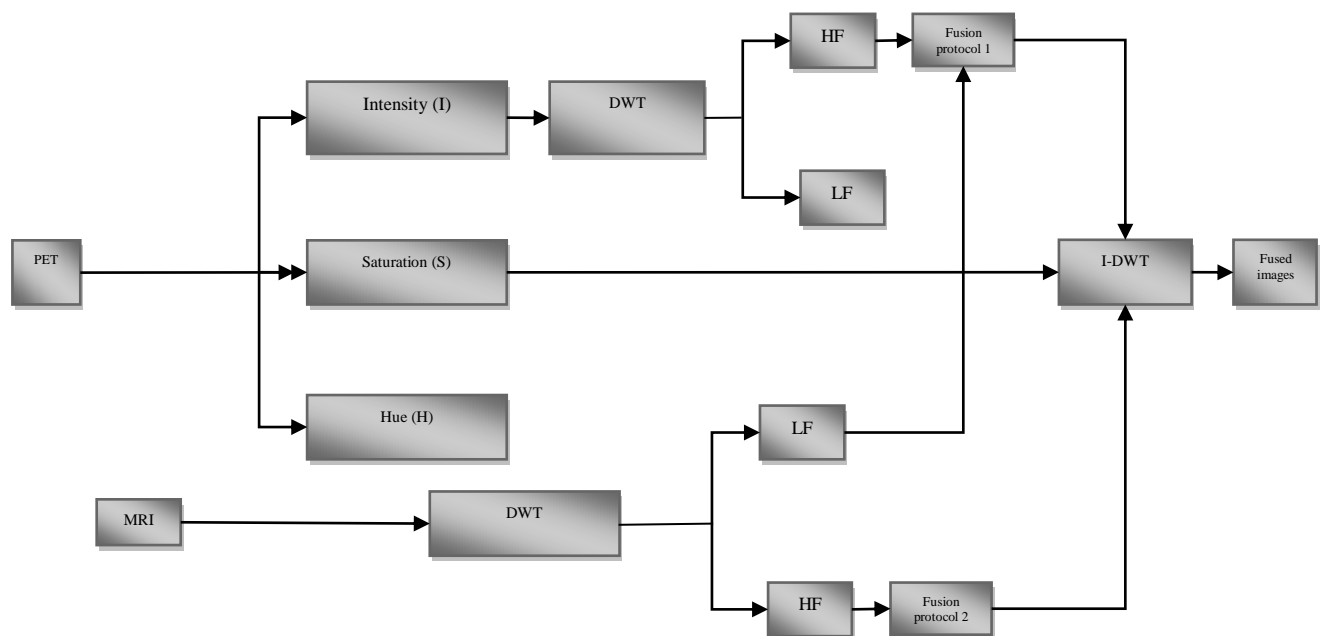 HF
Fusion
protocol 1
Intensity (I)
DWT
LF
PET
Saturation (S)
I-DWT
Fused
images
Hue (H)
LF
MRI
DWT
HF
Fusion
protocol 2